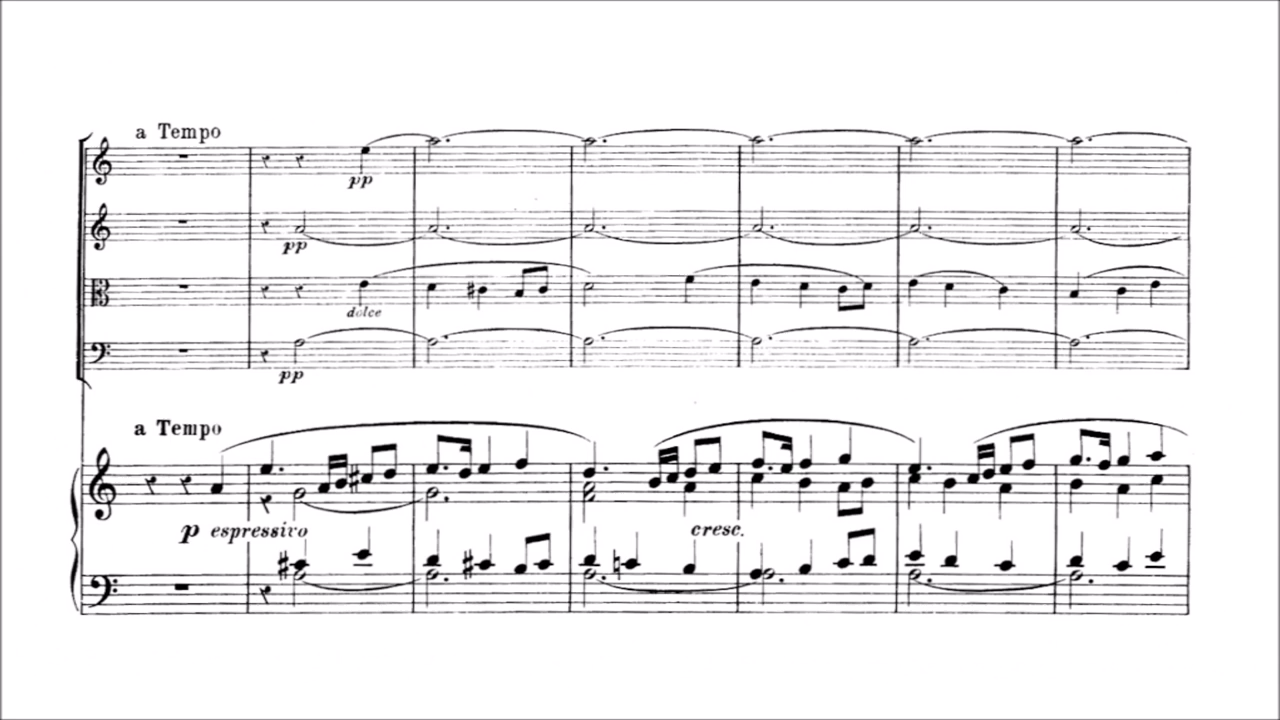 a Tempo
pp
pp
dolce
pp
a Tempo
p espressivo
cresc.